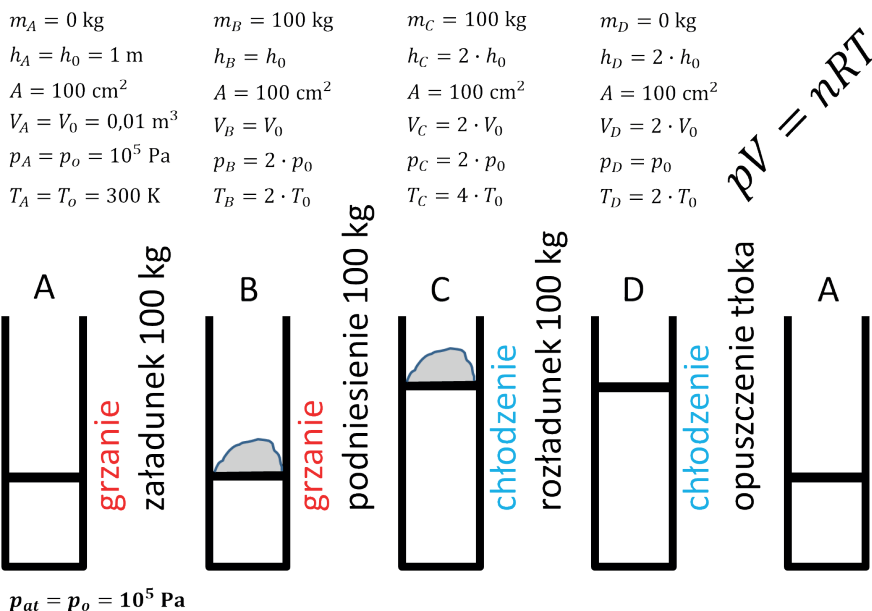 m_A = 0 kg
h_A = h_0 = 1 m
A = 100 cm²
V_A = V_0 = 0,01 m³
p_A = p_o = 10⁵ Pa
T_A = T_o = 300 K
m_B = 100 kg
h_B = h_0
A = 100 cm²
V_B = V_0
p_B = 2 · p_0
T_B = 2 · T_0
m_C = 100 kg
h_C = 2 · h_0
A = 100 cm²
V_C = 2 · V_0
p_C = 2 · p_0
T_C = 4 · T_0
m_D = 0 kg
h_D = 2 · h_0
A = 100 cm²
V_D = 2 · V_0
p_D = p_0
T_D = 2 · T_0
pV = nRT
A
grzanie
załadunek 100 kg
B
grzanie
podniesienie 100 kg
C
chłodzenie
rozładunek 100 kg
D
chłodzenie
opuszczenie tłoka
A
p_at = p_o = 10⁵ Pa